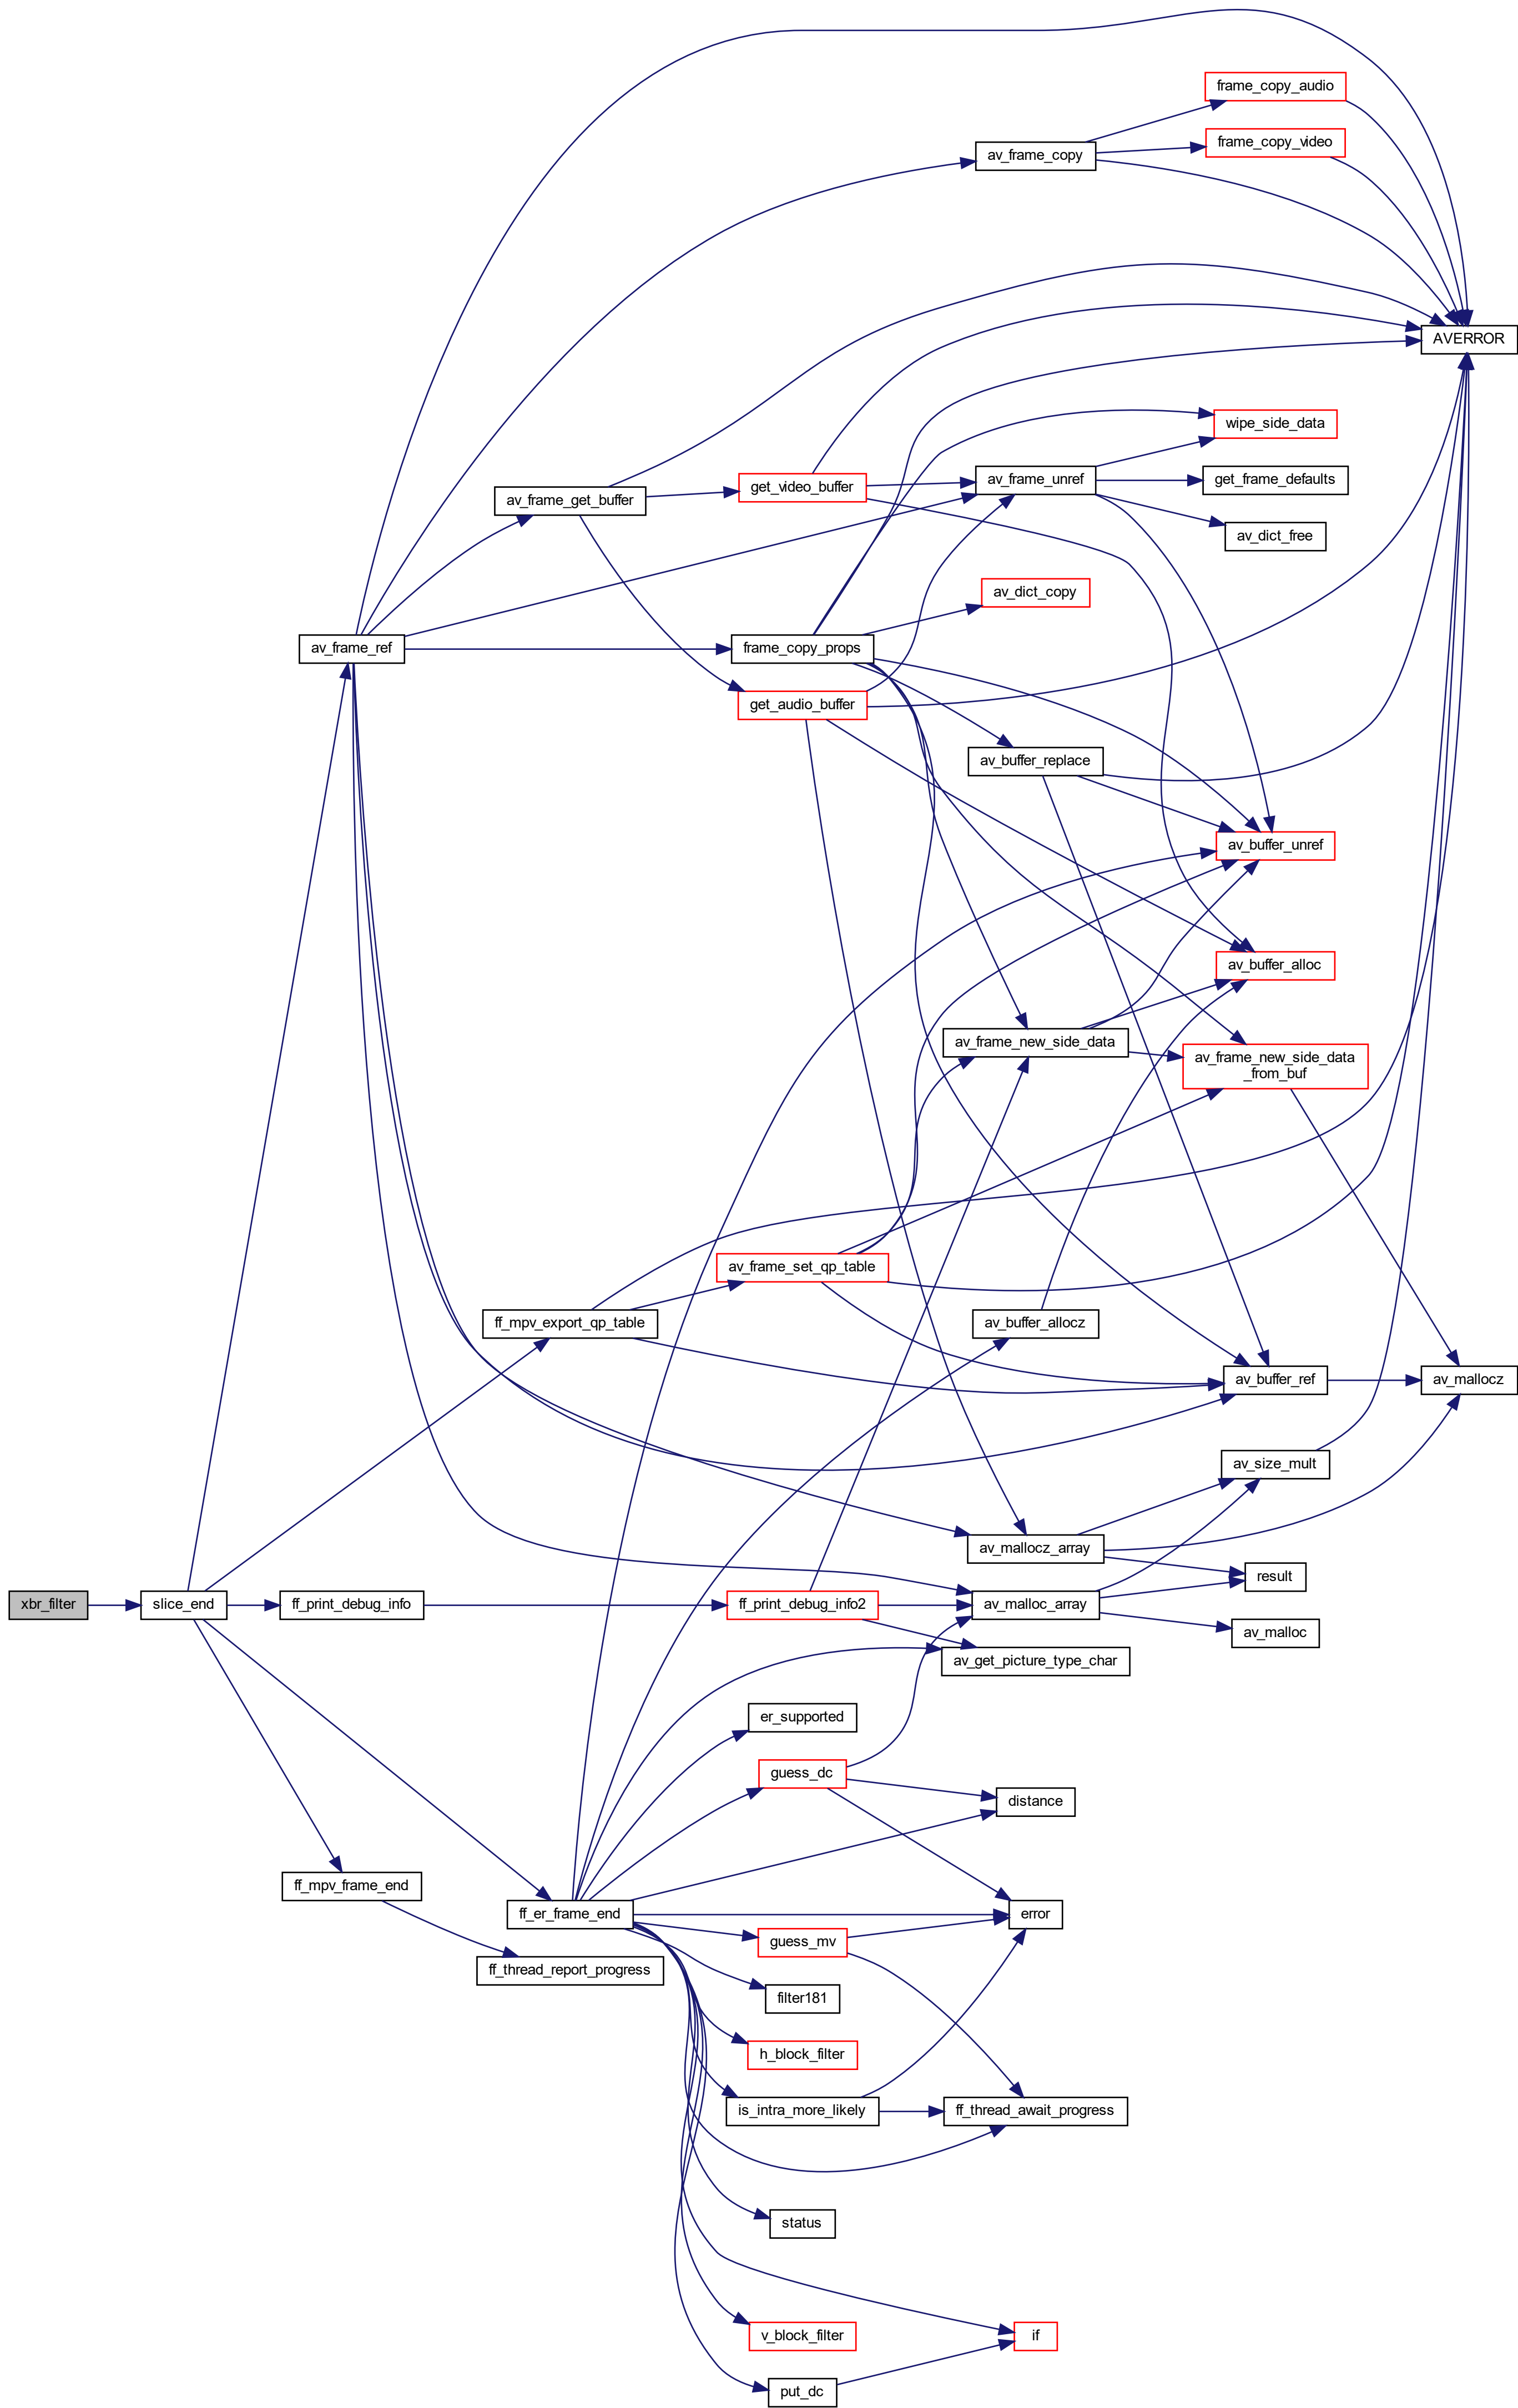 frame_copy_audio
frame_copy_video
av_frame_copy
AVERROR
wipe_side_data
get_video_buffer
av_frame_unref
get_frame_defaults
av_frame_get_buffer
av_dict_free
av_dict_copy
av_frame_ref
frame_copy_props
get_audio_buffer
av_buffer_replace
av_buffer_unref
av_buffer_alloc
av_frame_new_side_data
av_frame_new_side_data
_from_buf
av_frame_set_qp_table
ff_mpv_export_qp_table
av_buffer_allocz
av_buffer_ref
av_mallocz
av_size_mult
av_mallocz_array
result
xbr_filter
slice_end
ff_print_debug_info
ff_print_debug_info2
av_malloc_array
av_malloc
av_get_picture_type_char
er_supported
guess_dc
distance
ff_mpv_frame_end
ff_er_frame_end
error
guess_mv
ff_thread_report_progress
filter181
h_block_filter
is_intra_more_likely
ff_thread_await_progress
status
v_block_filter
if
put_dc